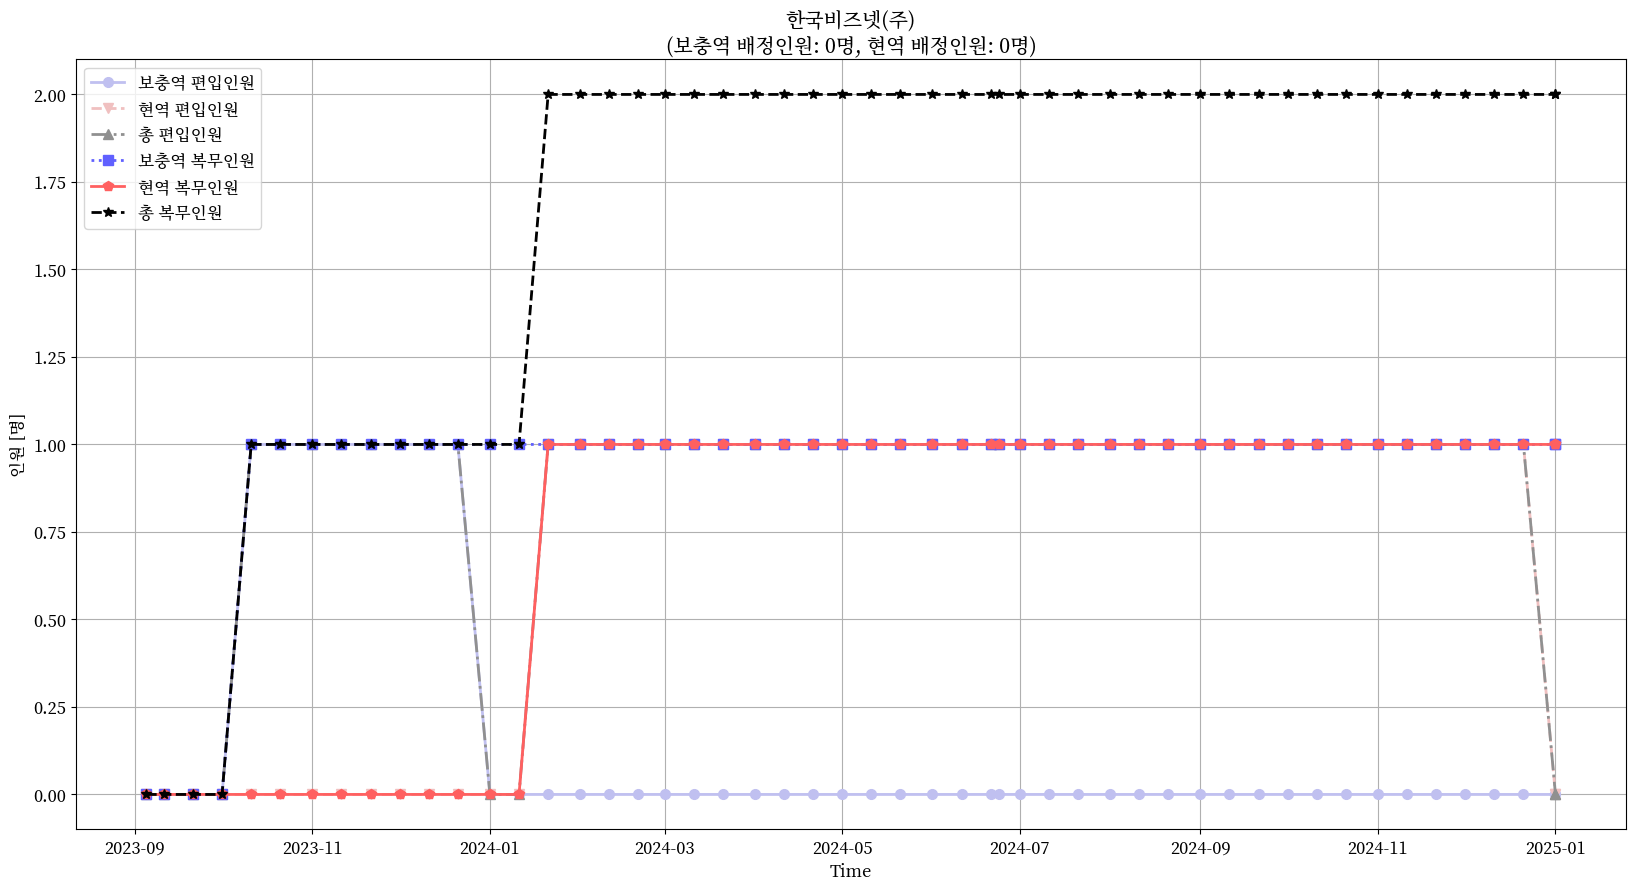 한국비즈넷(주)
(보충역 배정인원: 0명, 현역 배정인원: 0명)
보충역 편입인원
현역 편입인원
총 편입인원
보충역 복무인원
현역 복무인원
총 복무인원
2.00
1.75
1.50
1.25
1.00
0.75
0.50
0.25
0.00
인원 [명]
2023-09 2023-11 2024-01 2024-03 2024-05 2024-07 2024-09 2024-11 2025-01
Time